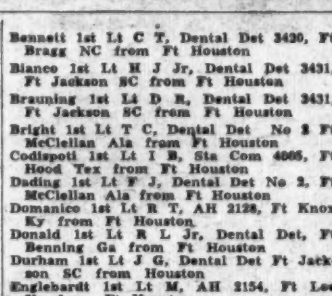 Bennett 1st Lt C T, Dental Det 3420, Ft
Bragg NC from Ft Houston
Bianco 1st Lt H J Jr, Dental Det 3431,
Ft Jackson SC from Ft Houston
Brauning 1st Lt D R, Dental Det 3431,
Ft Jackson SC from Ft Houston
Bright 1st Lt T C, Dental Det No 2 Ft
McClellan Ala from Ft Houston
Codispoti 1st Lt I B, Sta Com 4005, Ft
Hood Tex from Ft Houston
Dading 1st Lt F J, Dental Det No 2, Ft
McClellan Ala from Ft Houston
Domanico 1st Lt R T, AH 2128, Ft Knox
Ky from Ft Houston
Donald 1st Lt R L Jr, Dental Det, Ft
Benning Ga from Ft Houston
Durham 1st Lt J G, Dental Det Ft Jack-
son SC from Houston
Englebardt 1st Lt M, AH 2154, Ft